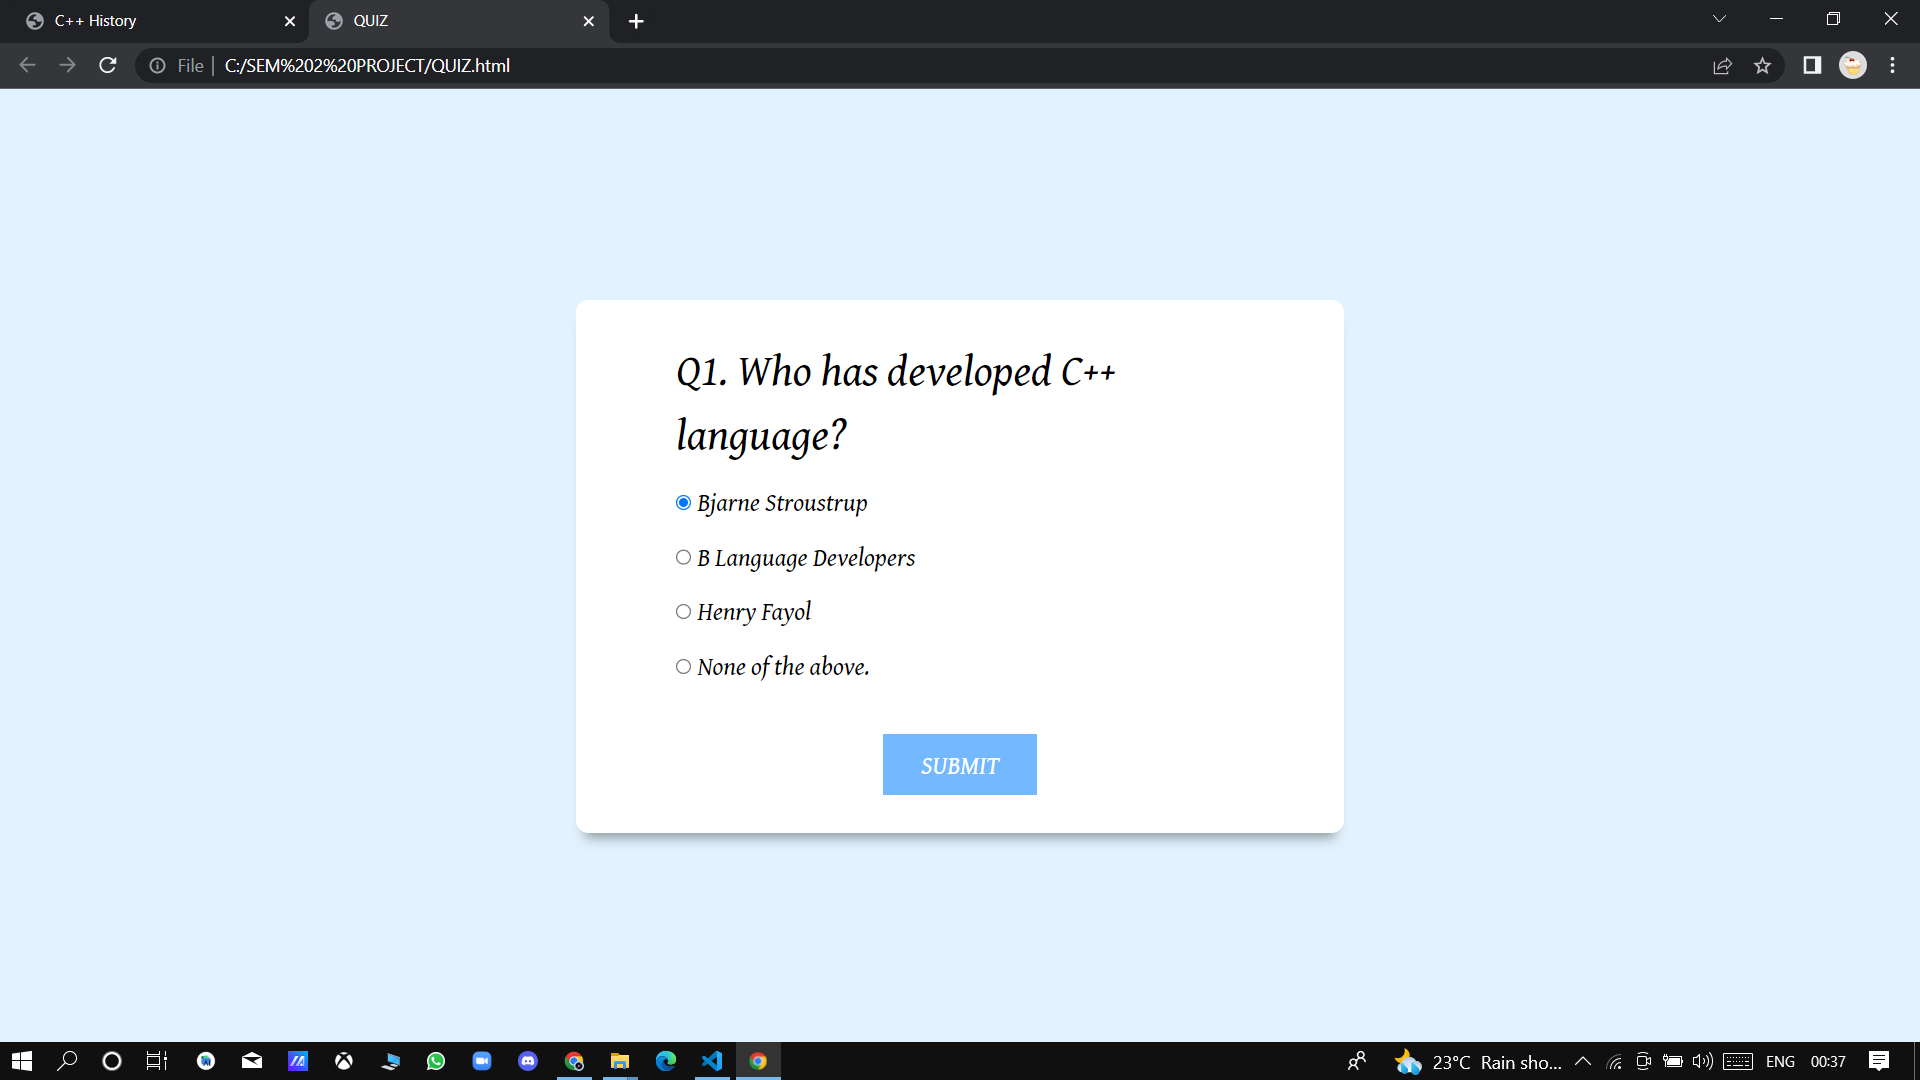 C++ History
QUIZ
File
C:/SEM%202%20PROJECT/QUIZ.html
Q1. Who has developed C++
language?
Bjarne Stroustrup
B Language Developers
Henry Fayol
None of the above.
SUBMIT
23°C Rain sho...
ENG
00:37